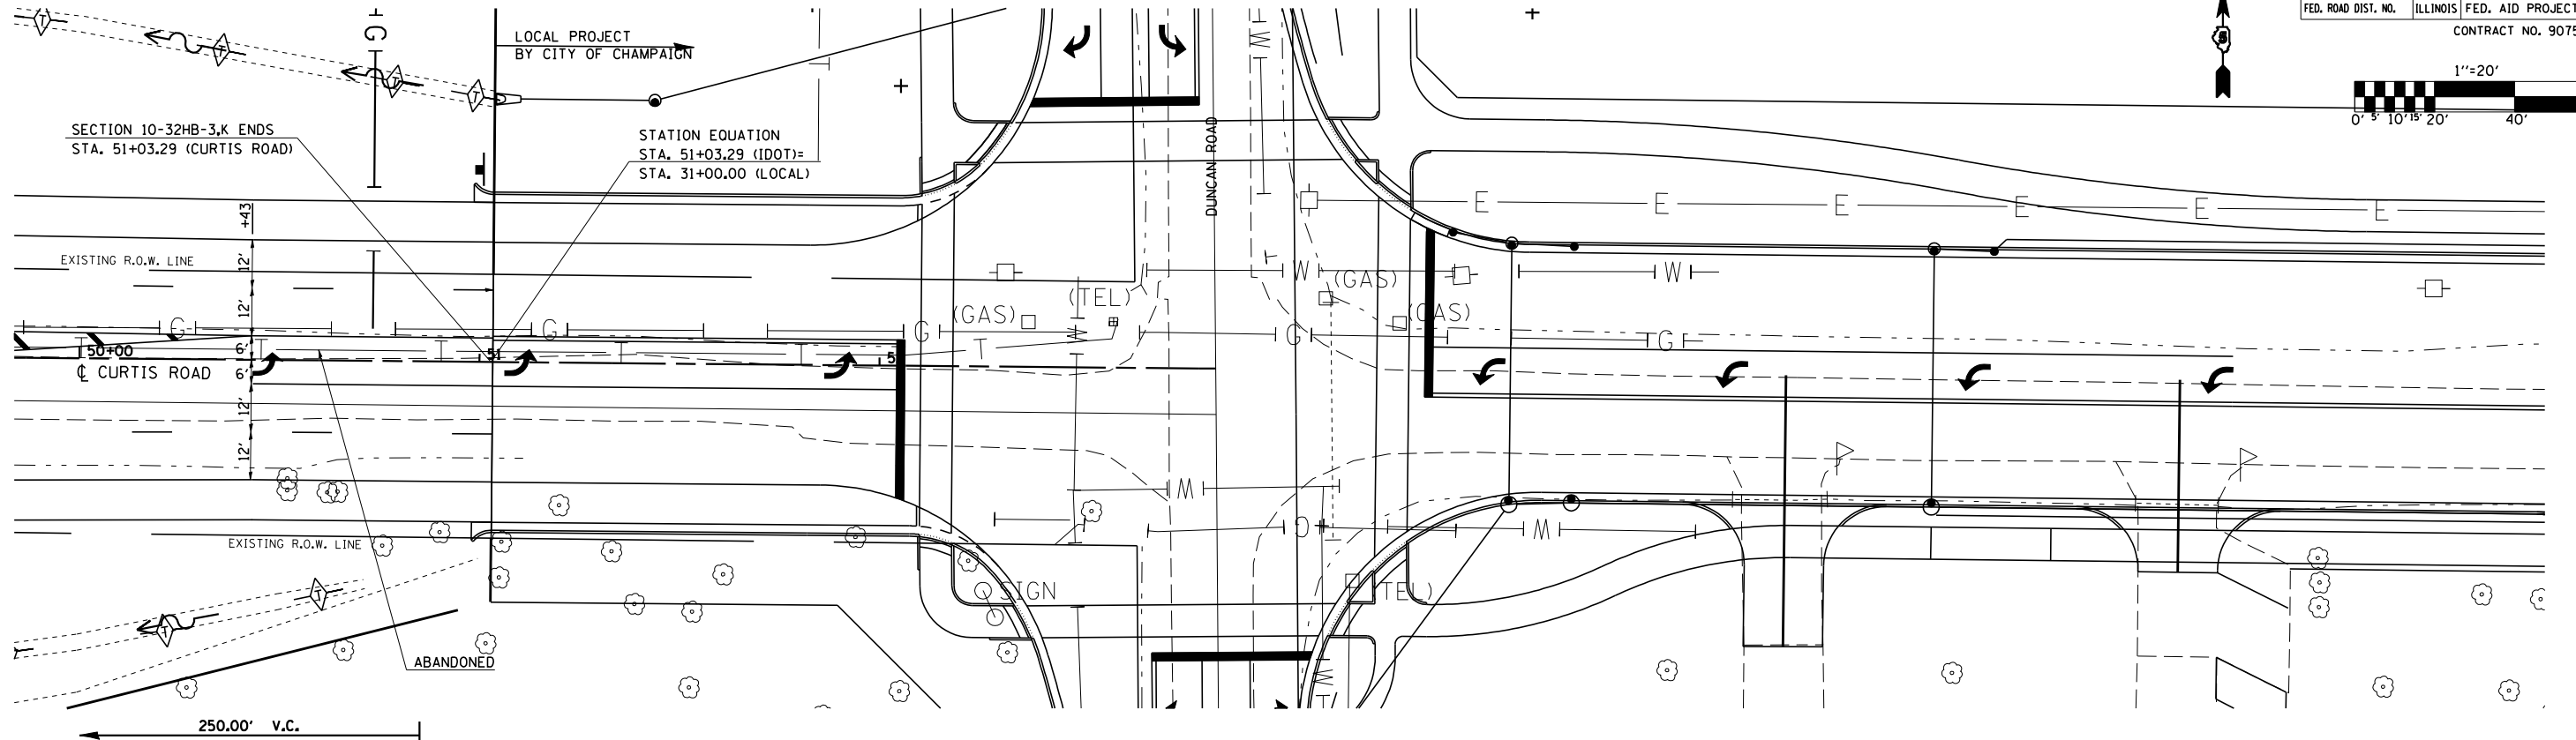 FED. ROAD DIST. NO. ILLINOIS FED. AID PROJECT
CONTRACT NO. 9075
5
1"=20'
0' 5' 10' 15' 20' 40'
LOCAL PROJECT
BY CITY OF CHAMPAIGN
G
T T T T
W
SECTION 10-32HB-3.K ENDS
STA. 51+03.29 (CURTIS ROAD)
STATION EQUATION
STA. 51+03.29 (IDOT)=
STA. 31+00.00 (LOCAL)
T
DUNCAN ROAD
E E E E E E
+43
EXISTING R.O.W. LINE
12'
12'
W W
(GAS)
(TEL)
(GAS)
(GAS)
G G G G G
W
50+00
T T T T T
51
5
6'
6'
℄ CURTIS ROAD
12'
12'
W
G W
EXISTING R.O.W. LINE
SIGN
TEL)
T
T
W
ABANDONED
250.00' V.C.